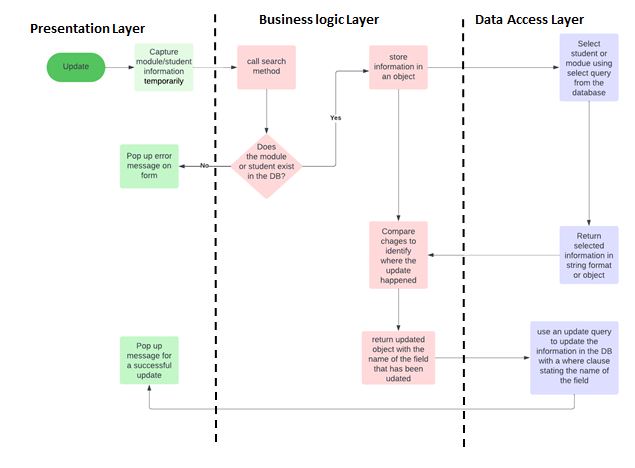 Presentation Layer
Business logic Layer
Data Access Layer
Update
Capture
module/student
information
temporarily
call search
method
store
information in
an object
Select
student or
modue using
select query
from the
database
Yes
Does
the module
or student exist
in the DB?
No
Pop up error
message on
form
Compare
chages to
identify
where the
update
happened
Return
selected
information in
string format
or object
Pop up
message for
a successful
update
return updated
object with the
name of the field
that has been
udated
use an update query
to update the
information in the DB
with a where clause
stating the name of
the field